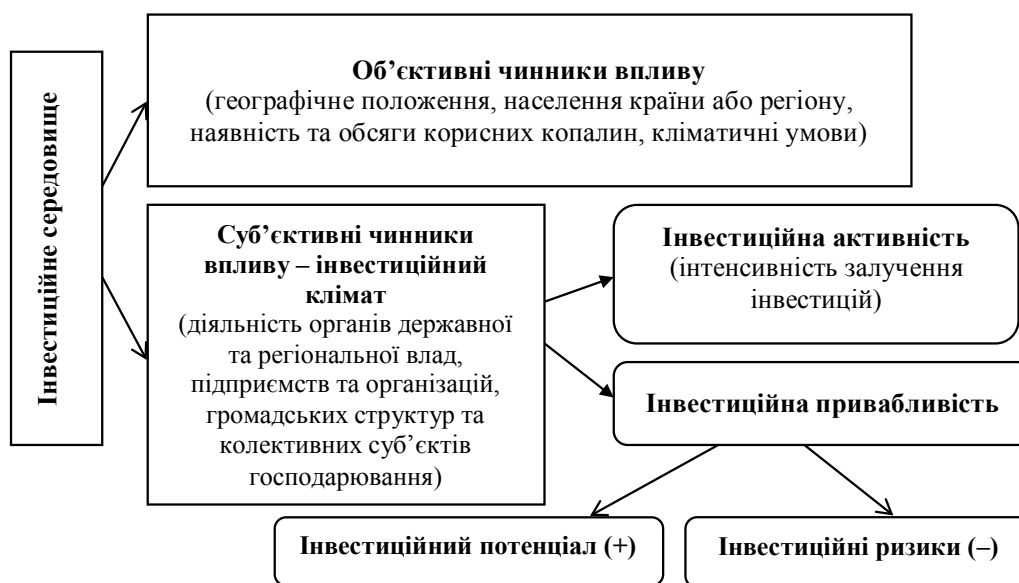 Інвестиційне середовище
Об’єктивні чинники впливу
(географічне положення, населення країни або регіону,
наявність та обсяги корисних копалин, кліматичні умови)
Суб’єктивні чинники
впливу – інвестиційний
клімат
(діяльність органів державної
та регіональної влад,
підприємств та організацій,
громадських структур та
колективних суб’єктів
господарювання)
Інвестиційна активність
(інтенсивність залучення
інвестицій)
Інвестиційна привабливість
Інвестиційний потенціал (+)
Інвестиційні ризики (–)